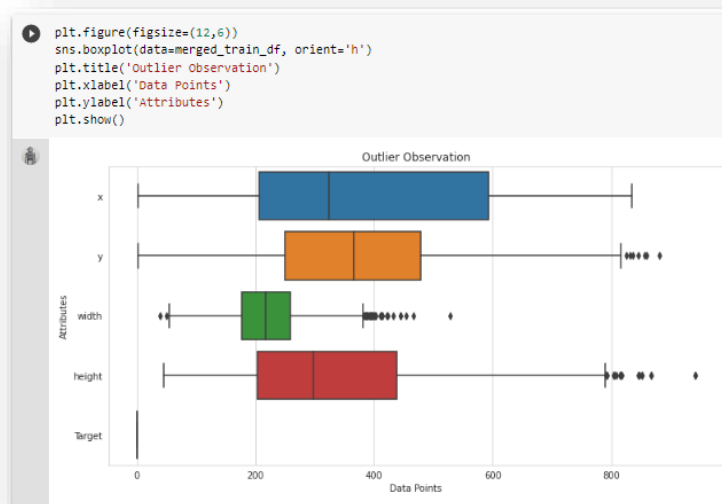 plt.figure(figsize=(12,6))
sns.boxplot(data=merged_train_df, orient='h')
plt.title('Outlier Observation')
plt.xlabel('Data Points')
plt.ylabel('Attributes')
plt.show()
Outlier Observation
x
y
width
height
Target
Attributes
0 200 400 600 800
Data Points